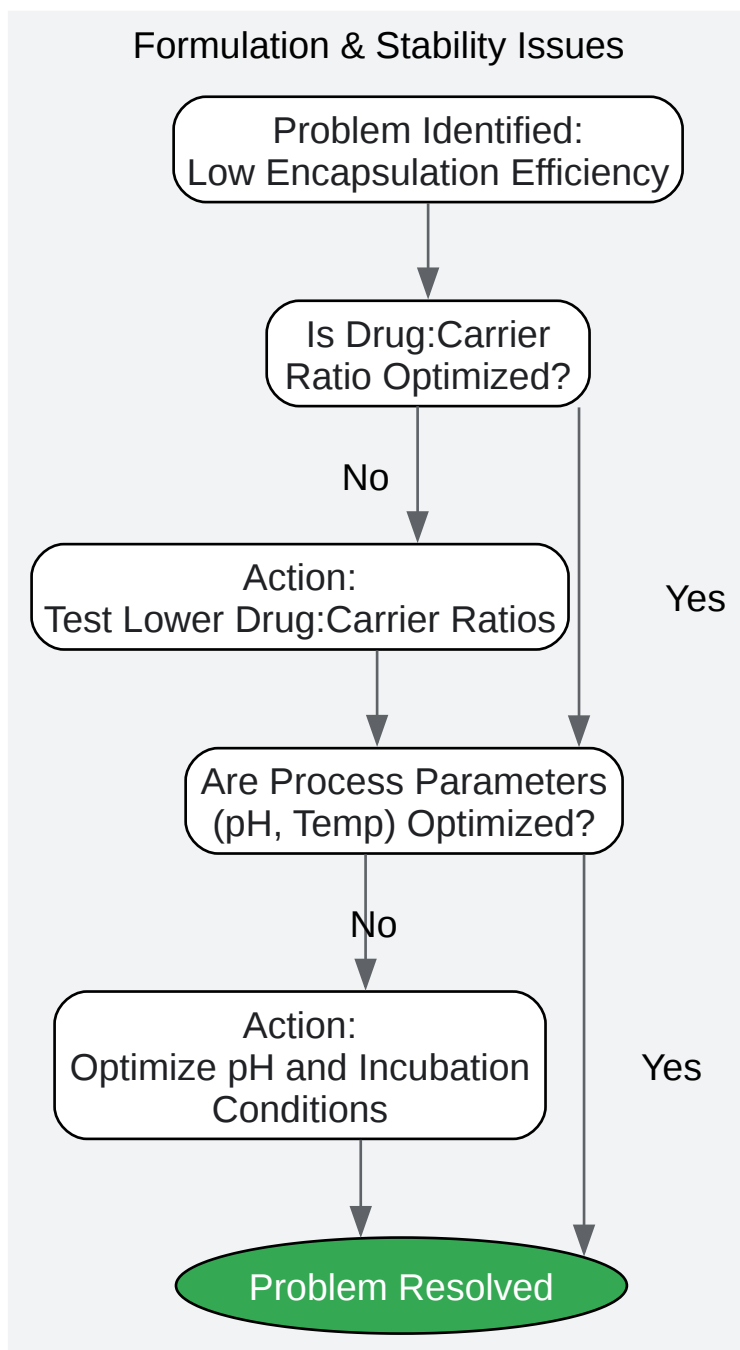 Formulation & Stability Issues
Problem Identified:
Low Encapsulation Efficiency
Is Drug:Carrier
Ratio Optimized?
No
Action:
Test Lower Drug:Carrier Ratios
Yes
Are Process Parameters
(pH, Temp) Optimized?
No
Action:
Optimize pH and Incubation
Conditions
Yes
Problem Resolved